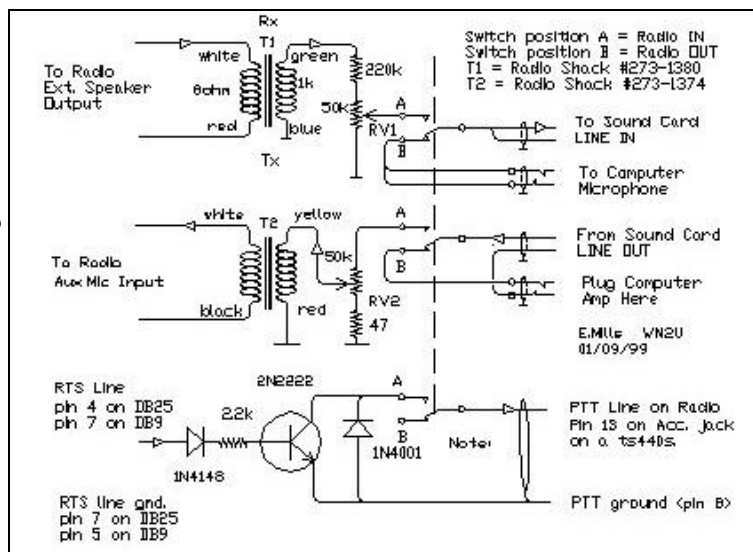 Rx
T1
white
green
To Radio
Ext. Speaker
Output
8ohm
1k
220k
50k
A
RV1
red
blue
B
Tx
Switch position A = Radio IN
Switch position B = Radio OUT
T1 = Radio Shack #273-1380
T2 = Radio Shack #273-1374
To Sound Card
LINE IN
To Computer
Microphone
white
T2
yellow
A
50k
B
To Radio
Aux Mic Input
RV2
black
red
47
From Sound Card
LINE OUT
Plug Computer
Amp Here
E.Mills WN2U
01/09/99
RTS Line
pin 4 on DB25
pin 7 on DB9
2N2222
A
2.2k
B
1N4148
1N4001
Note:
PTT Line on Radio
Pin 13 on Acc. jack
on a ts440s.
RTS line gnd.
pin 7 on DB25
pin 5 on DB9
PTT ground (pin 8)